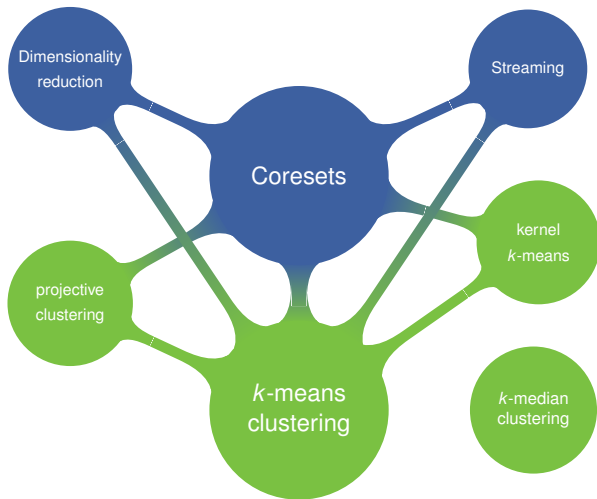 Dimensionality
reduction
Streaming
Coresets
kernel
k-means
projective
clustering
k-means
clustering
k-median
clustering